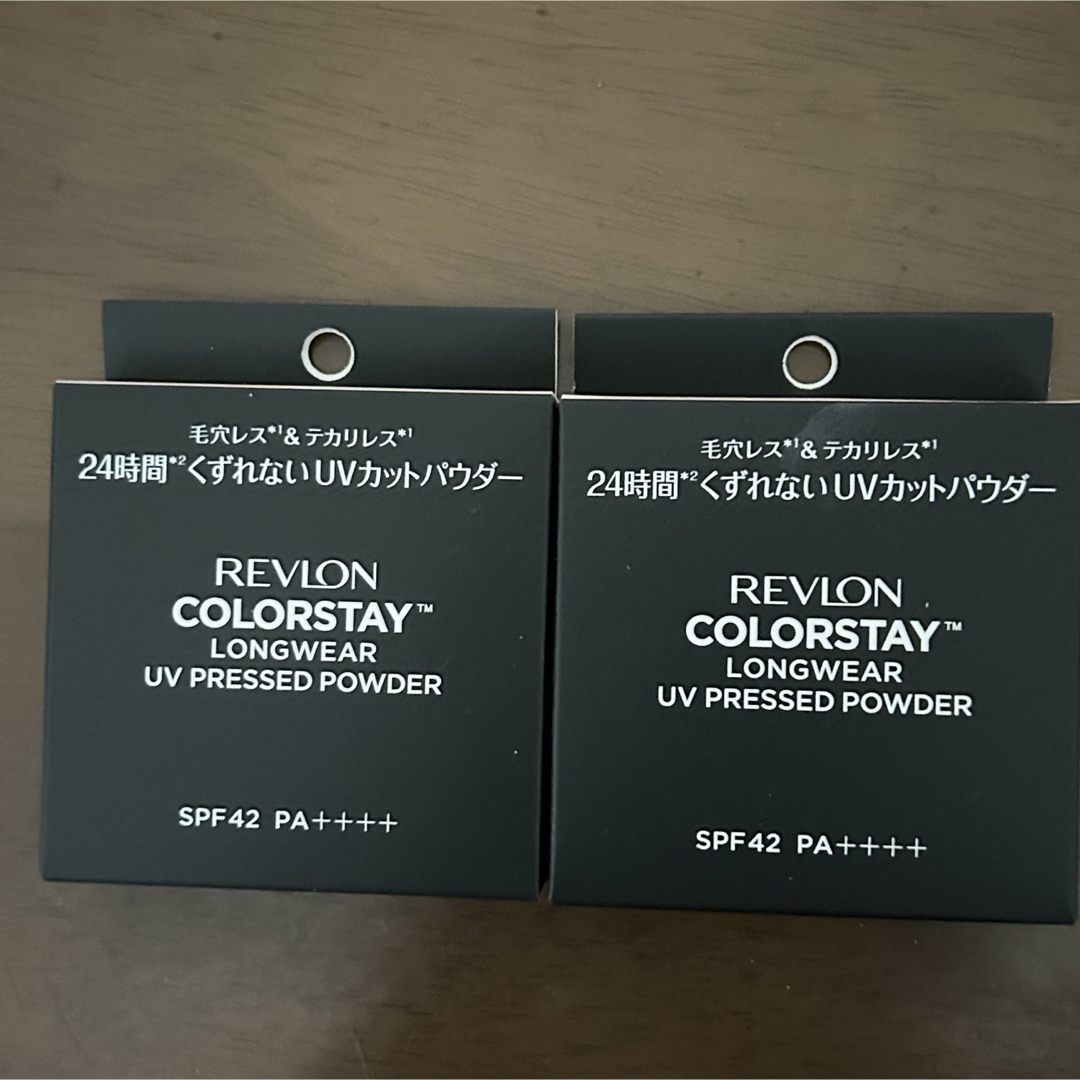 毛穴レス*1&テカリレス*1
24時間*2くずれないUVカットパウダー
REVLON
COLORSTAY™
LONGWEAR
UV PRESSED POWDER
SPF42 PA++++
毛穴レス*1&テカリレス*1
24時間*2くずれないUVカットパウダー
REVLON
COLORSTAY™
LONGWEAR
UV PRESSED POWDER
SPF42 PA++++